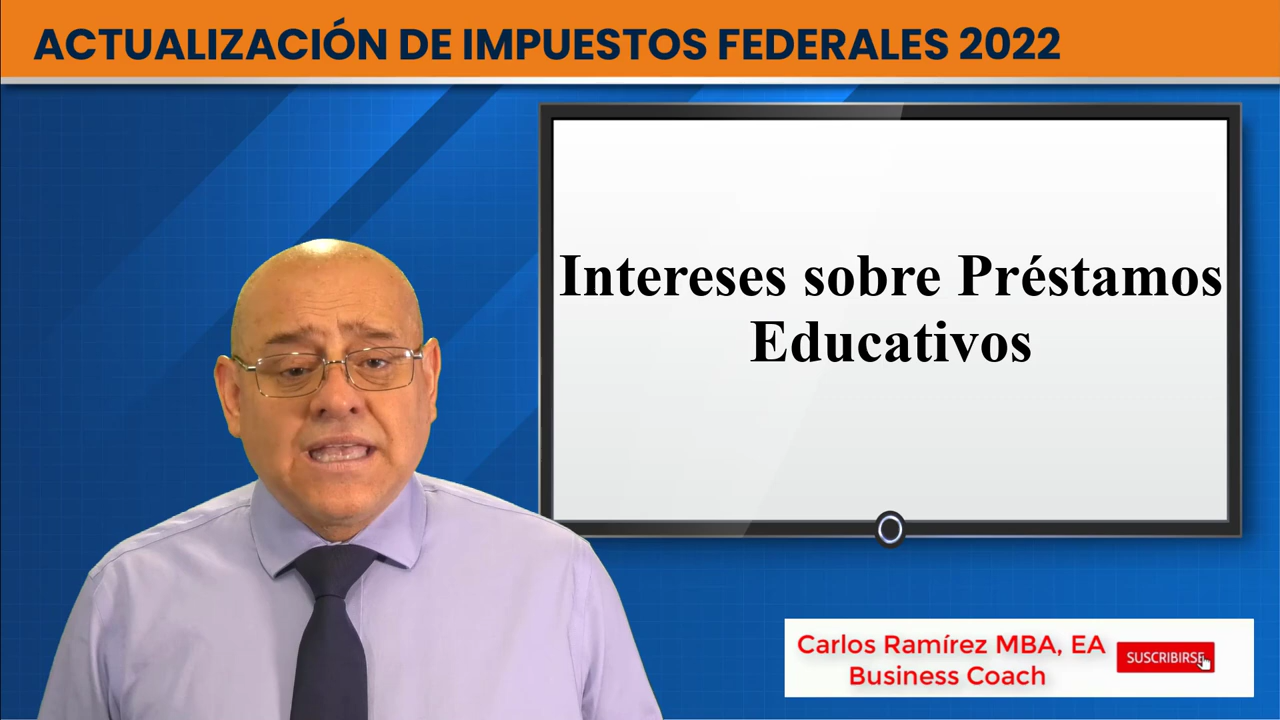 ACTUALIZACIÓN DE IMPUESTOS FEDERALES 2022
Intereses sobre Préstamos
Educativos
Carlos Ramírez MBA, EA
Business Coach
SUSCRIBIRSE